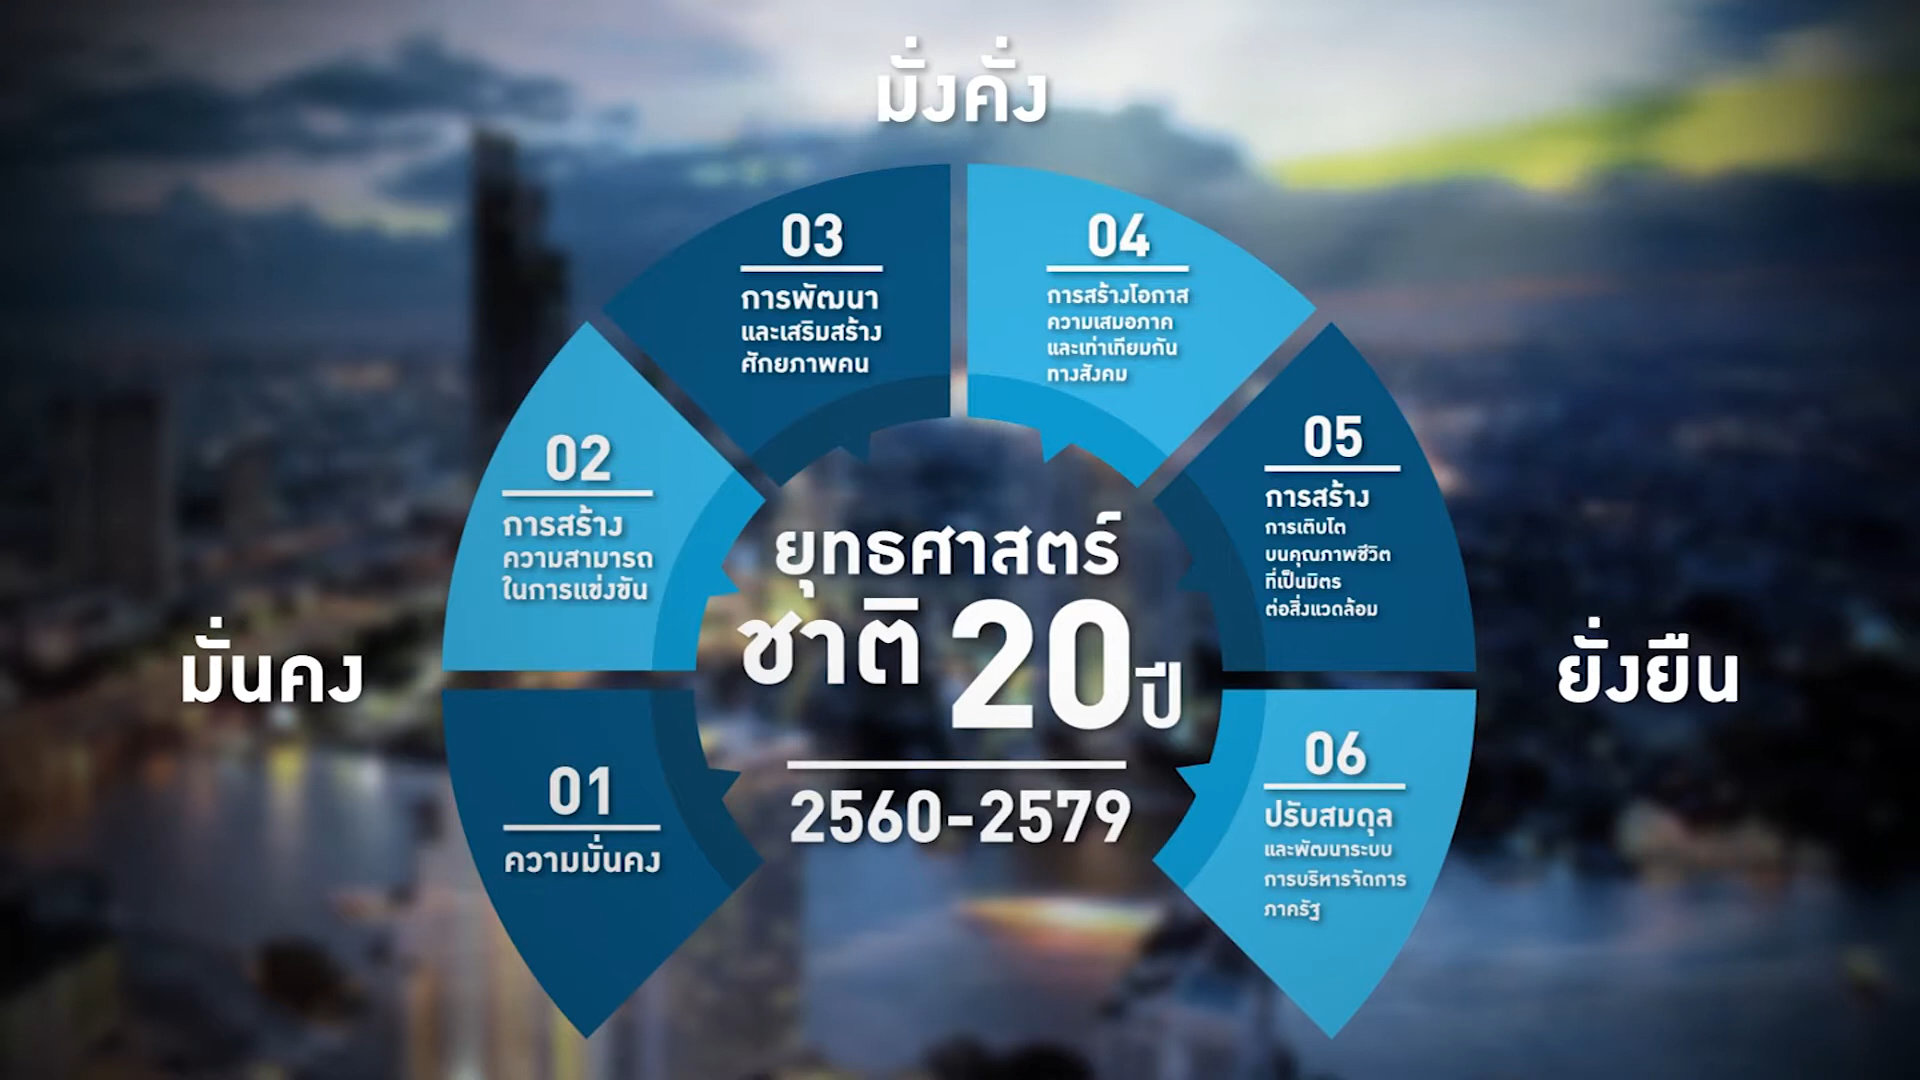 มั่งคั่ง
มั่นคง
ยั่งยืน
ยุทธศาสตร์
ชาติ 20 ปี
2560-2579
01
ความมั่นคง
02
การสร้าง
ความสามารถ
ในการแข่งขัน
03
การพัฒนา
และเสริมสร้าง
ศักยภาพคน
04
การสร้างโอกาส
ความเสมอภาค
และเท่าเทียมกัน
ทางสังคม
05
การสร้าง
การเติบโต
บนคุณภาพชีวิต
ที่เป็นมิตร
ต่อสิ่งแวดล้อม
06
ปรับสมดุล
และพัฒนาระบบ
การบริหารจัดการ
ภาครัฐ